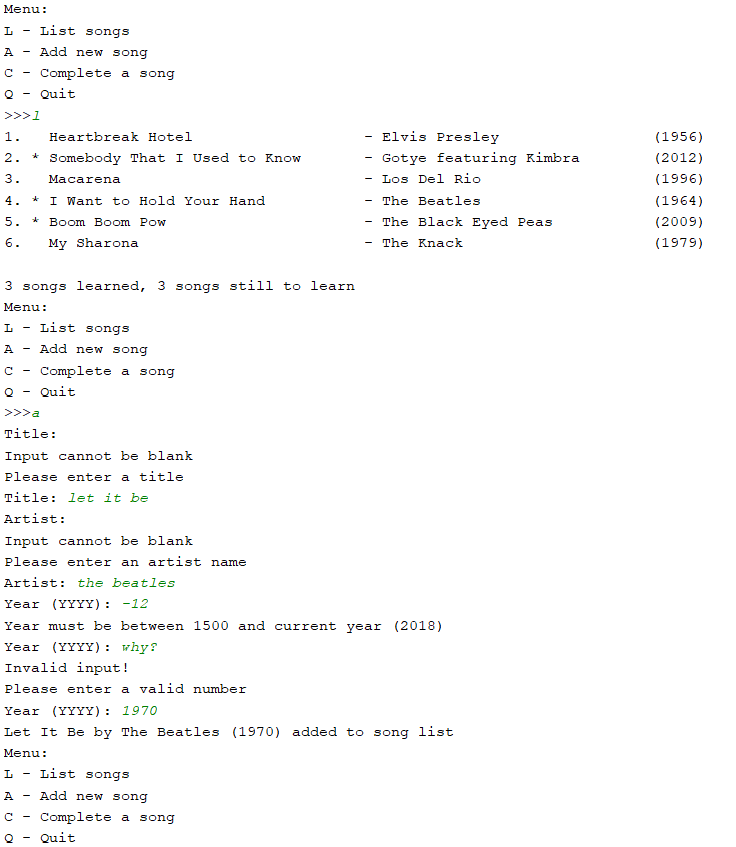 Menu:
L - List songs
A - Add new song
C - Complete a song
Q - Quit
>>>l
1.   Heartbreak Hotel                   - Elvis Presley                 (1956)
2. * Somebody That I Used to Know       - Gotye featuring Kimbra        (2012)
3.   Macarena                           - Los Del Rio                   (1996)
4. * I Want to Hold Your Hand           - The Beatles                   (1964)
5. * Boom Boom Pow                      - The Black Eyed Peas           (2009)
6.   My Sharona                         - The Knack                     (1979)

3 songs learned, 3 songs still to learn
Menu:
L - List songs
A - Add new song
C - Complete a song
Q - Quit
>>>a
Title:
Input cannot be blank
Please enter a title
Title: let it be
Artist:
Input cannot be blank
Please enter an artist name
Artist: the beatles
Year (YYYY): -12
Year must be between 1500 and current year (2018)
Year (YYYY): why?
Invalid input!
Please enter a valid number
Year (YYYY): 1970
Let It Be by The Beatles (1970) added to song list
Menu:
L - List songs
A - Add new song
C - Complete a song
Q - Quit